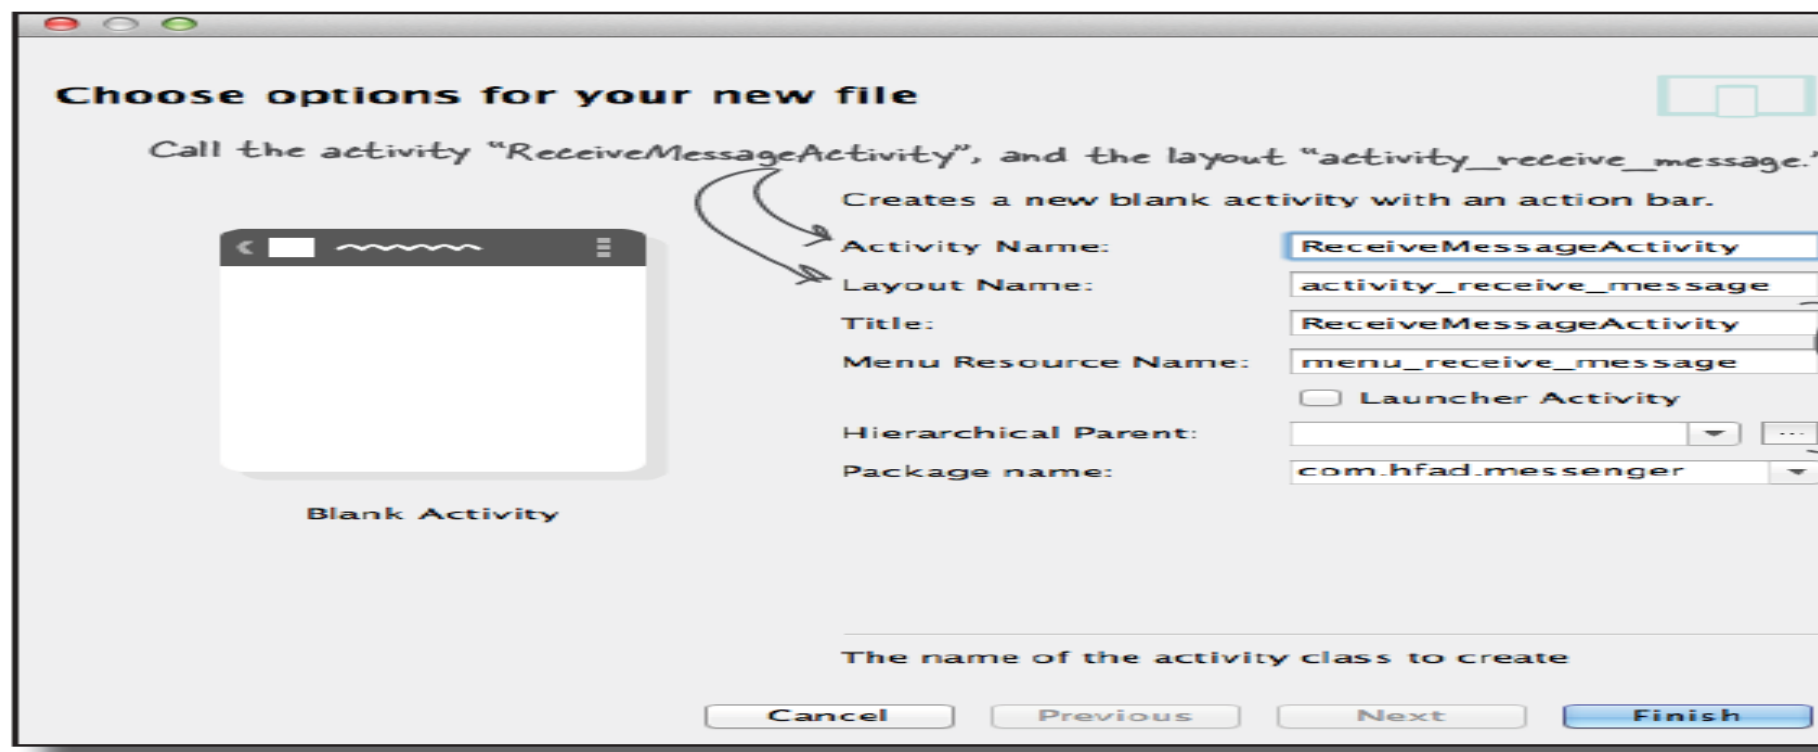 Choose options for your new file
Call the activity “ReceiveMessageActivity”, and the layout “activity_receive_message.”
Creates a new blank activity with an action bar.
Activity Name: ReceiveMessageActivity
Layout Name: activity_receive_message
Title: ReceiveMessageActivity
Menu Resource Name: menu_receive_message
Launcher Activity
Hierarchical Parent: ...
Package name: com.hfad.messenger
Blank Activity
The name of the activity class to create
Cancel Previous Next Finish